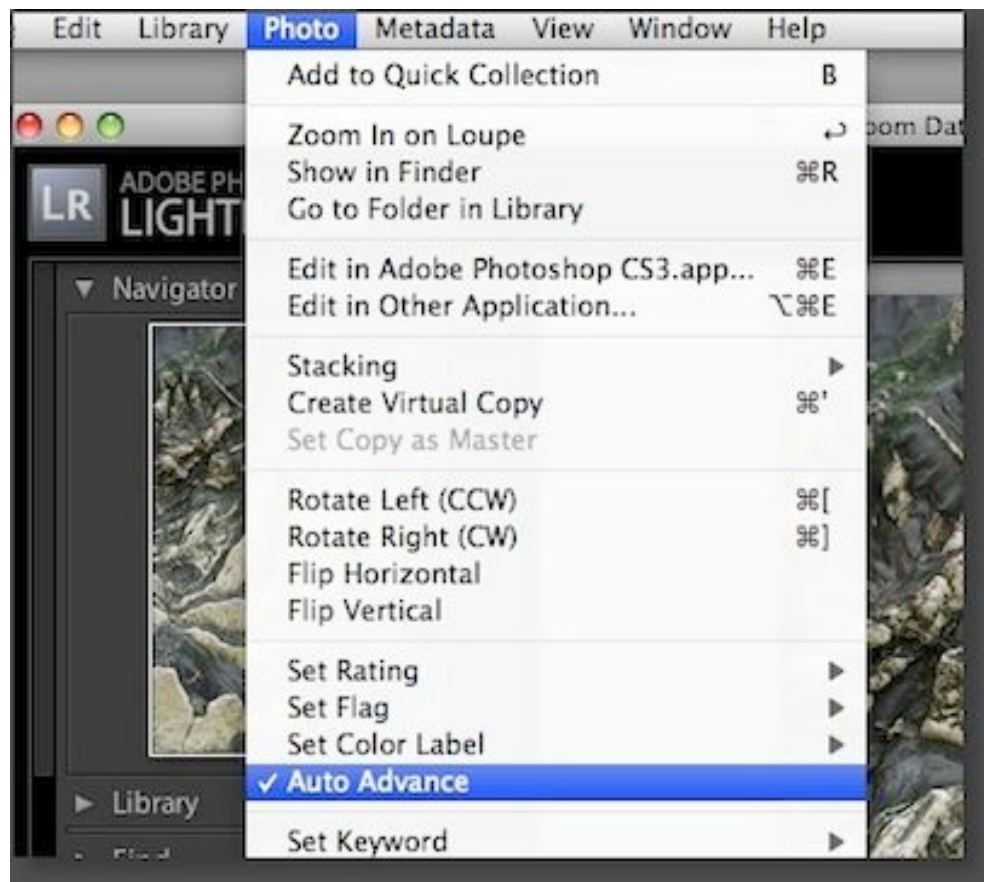 Edit Library Photo Metadata View Window Help
Add to Quick Collection B
oom Dat
Zoom In on Loupe ↩
Show in Finder ⌘R
Go to Folder in Library
LR ADOBE PH
LIGHT
Edit in Adobe Photoshop CS3.app... ⌘E
Edit in Other Application... ⌥⌘E
Navigator
Stacking ▶
Create Virtual Copy ⌘'
Set Copy as Master
Rotate Left (CCW) ⌘[
Rotate Right (CW) ⌘]
Flip Horizontal
Flip Vertical
Set Rating ▶
Set Flag ▶
Set Color Label ▶
✓ Auto Advance
Library
Set Keyword ▶